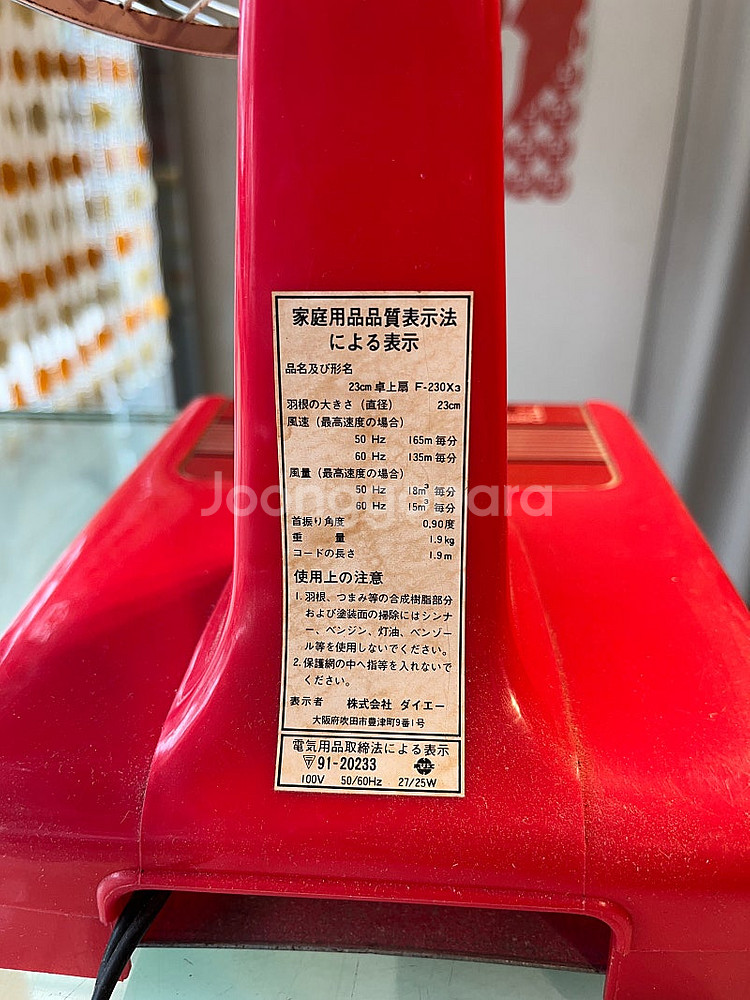 家庭用品品質表示法
による表示
品名及び形名
23cm 卓上扇 F-230X3
羽根の大きさ (直径) 23cm
風速 (最高速度の場合)
50 Hz 165m 毎分
60 Hz 135m 毎分
風量 (最高速度の場合)
50 Hz 18m³ 毎分
60 Hz 15m³ 毎分
首振り角度 0.90度
重 量 1.9kg
コードの長さ 1.9m
使用上の注意
1. 羽根、つまみ等の合成樹脂部分
および塗装面の掃除にはシンナ
ー、ベンジン、灯油、ベンゾー
ル等を使用しないでください。
2. 保護網の中へ指等を入れないで
ください。
表示者 株式会社 ダイエー
大阪府吹田市豊津町9番1号
電気用品取締法による表示
91-20233
100V 50/60Hz 27/25W